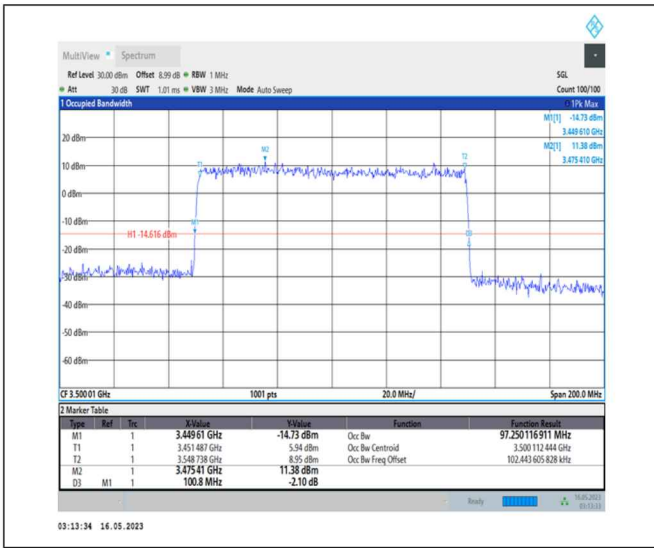 MultiView Spectrum
Ref Level 30.00 dBm Offset 8.99 dB RBW 1 MHz SGL
Att 30 dB SWT 1.01 ms VBW 3 MHz Mode Auto Sweep Count 100/100
1 Occupied Bandwidth 1Pk Max
M1[1] -14.73 dBm
3.449 610 GHz
M2[1] 11.38 dBm
3.475 410 GHz
20 dBm
M2
T1 T2
10 dBm
0 dBm
-10 dBm
M1
H1 -14.616 dBm
D3
-20 dBm
-40 dBm
-50 dBm
-60 dBm
CF 3.500 01 GHz 1001 pts 20.0 MHz/ Span 200.0 MHz
2 Marker Table
Type Ref Trc X-Value Y-Value Function Function Result
M1 1 3.449 61 GHz -14.73 dBm Occ Bw 97.250 116 911 MHz
T1 1 3.451 487 GHz 5.94 dBm Occ Bw Centroid 3.500 112 444 GHz
T2 1 3.548 738 GHz 8.95 dBm Occ Bw Freq Offset 102.443 605 828 kHz
M2 1 3.475 41 GHz 11.38 dBm
D3 M1 1 100.8 MHz -2.10 dB
Ready 16.05.2023
03:13:33
03:13:34 16.05.2023